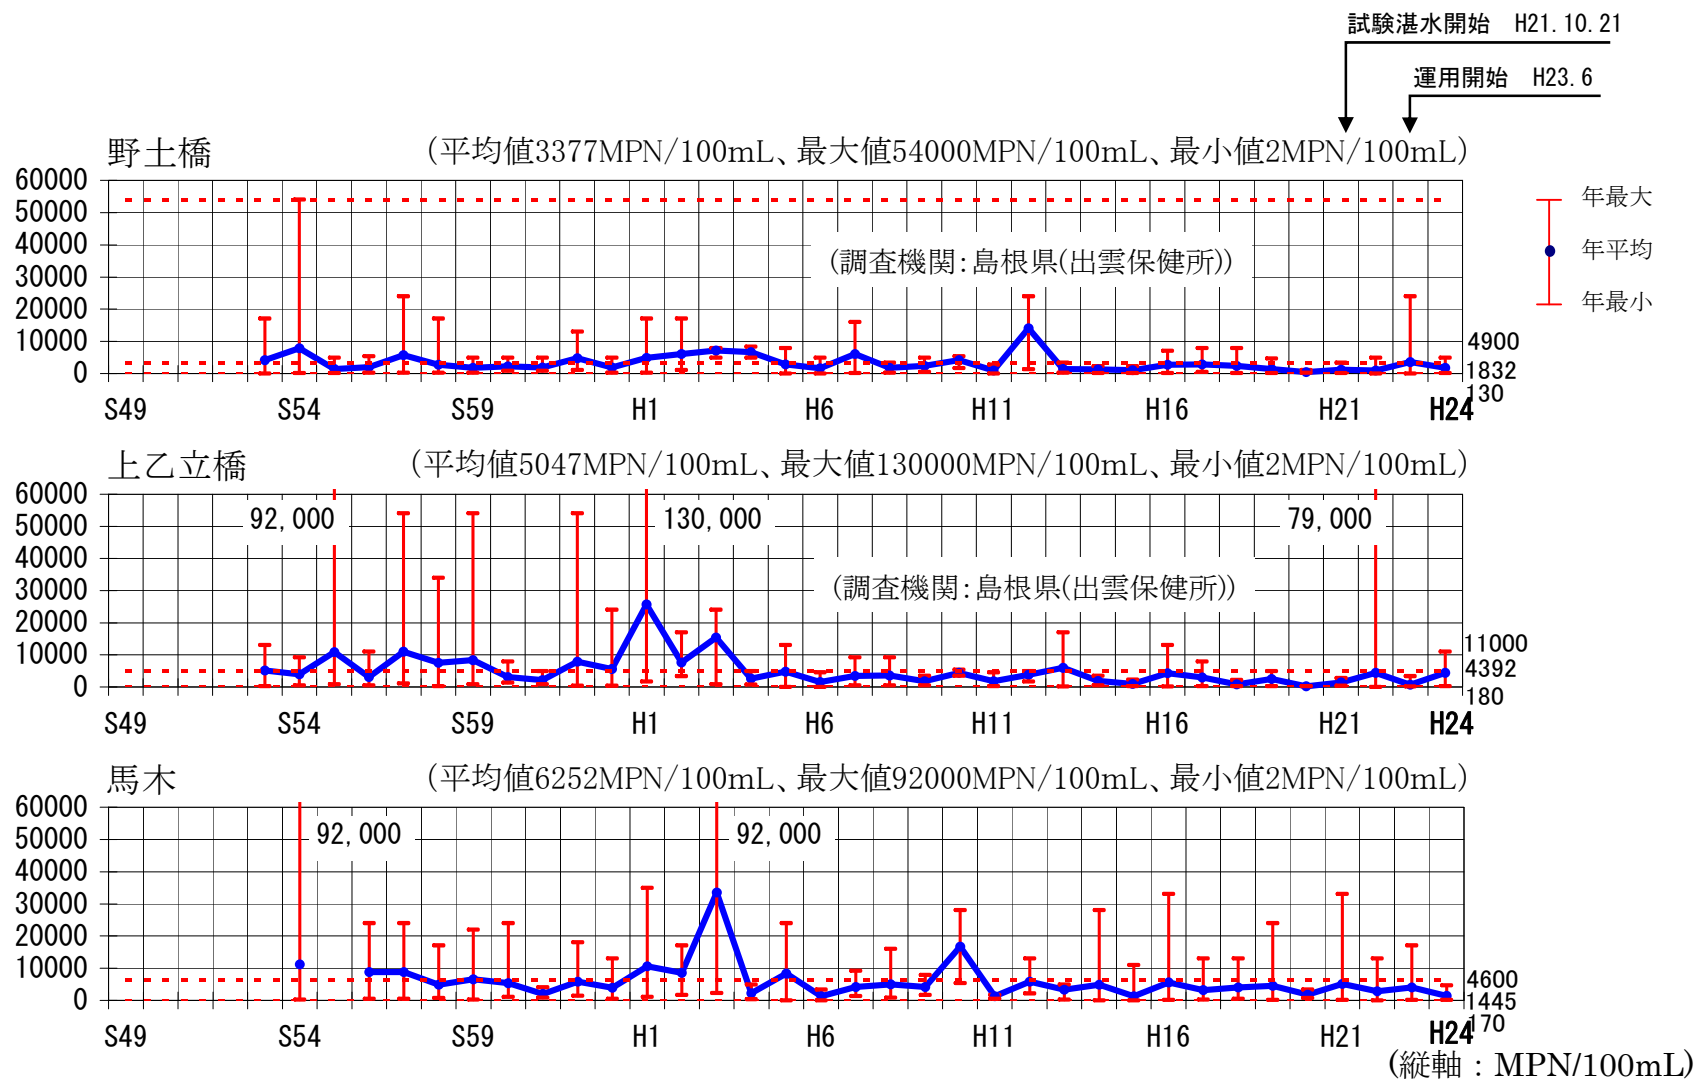 試験湛水開始　H21.10.21
運用開始　H23.6
野土橋　(平均値3377MPN/100mL、最大値54000MPN/100mL、最小値2MPN/100mL)
60000
50000
40000
30000
20000
10000
0
(調査機関:島根県(出雲保健所))
年最大
年平均
年最小
4900
1832
130
S49 S54 S59 H1 H6 H11 H16 H21 H24
上乙立橋　(平均値5047MPN/100mL、最大値130000MPN/100mL、最小値2MPN/100mL)
60000
50000
40000
30000
20000
10000
0
92,000 130,000 79,000
(調査機関:島根県(出雲保健所))
11000
4392
180
S49 S54 S59 H1 H6 H11 H16 H21 H24
馬木　(平均値6252MPN/100mL、最大値92000MPN/100mL、最小値2MPN/100mL)
60000
50000
40000
30000
20000
10000
0
92,000 92,000
4600
1445
170
S49 S54 S59 H1 H6 H11 H16 H21 H24
(縦軸：MPN/100mL)